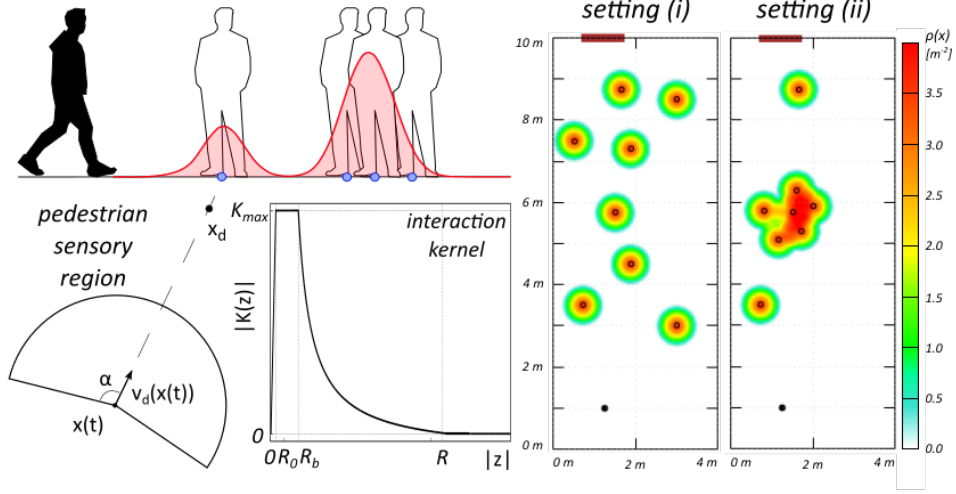 pedestrian
sensory
region
x_d
α
v_d(x(t))
x(t)
K_max
interaction
kernel
|K(z)|
0
0 R_0 R_b R |z|
setting (i)
10 m
8 m
6 m
4 m
2 m
0 m
0 m 2 m 4 m
setting (ii)
0 m 2 m 4 m
ρ(x)
[m⁻²]
3.5
3.0
2.5
2.0
1.5
1.0
0.0